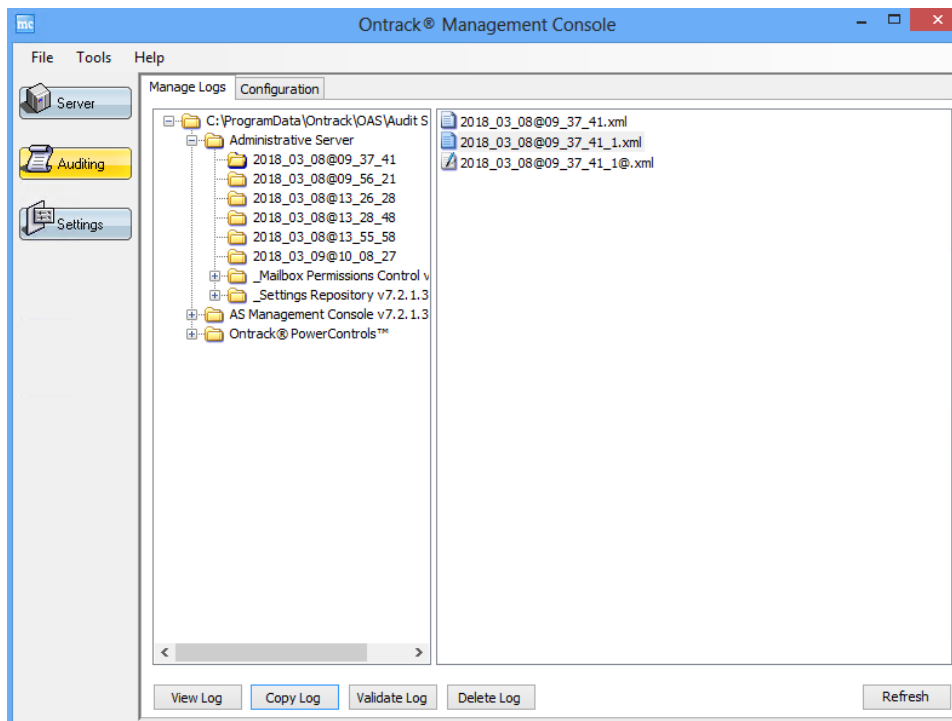 mc
Ontrack® Management Console
File Tools Help
Server
Auditing
Settings
Manage Logs Configuration
C:\ProgramData\Ontrack\OAS\Audit S
Administrative Server
2018_03_08@09_37_41
2018_03_08@09_56_21
2018_03_08@13_26_28
2018_03_08@13_28_48
2018_03_08@13_55_58
2018_03_09@10_08_27
_Mailbox Permissions Control v
_Settings Repository v7.2.1.3
AS Management Console v7.2.1.3
Ontrack® PowerControls™
2018_03_08@09_37_41.xml
2018_03_08@09_37_41_1.xml
2018_03_08@09_37_41_1@.xml
View Log Copy Log Validate Log Delete Log Refresh